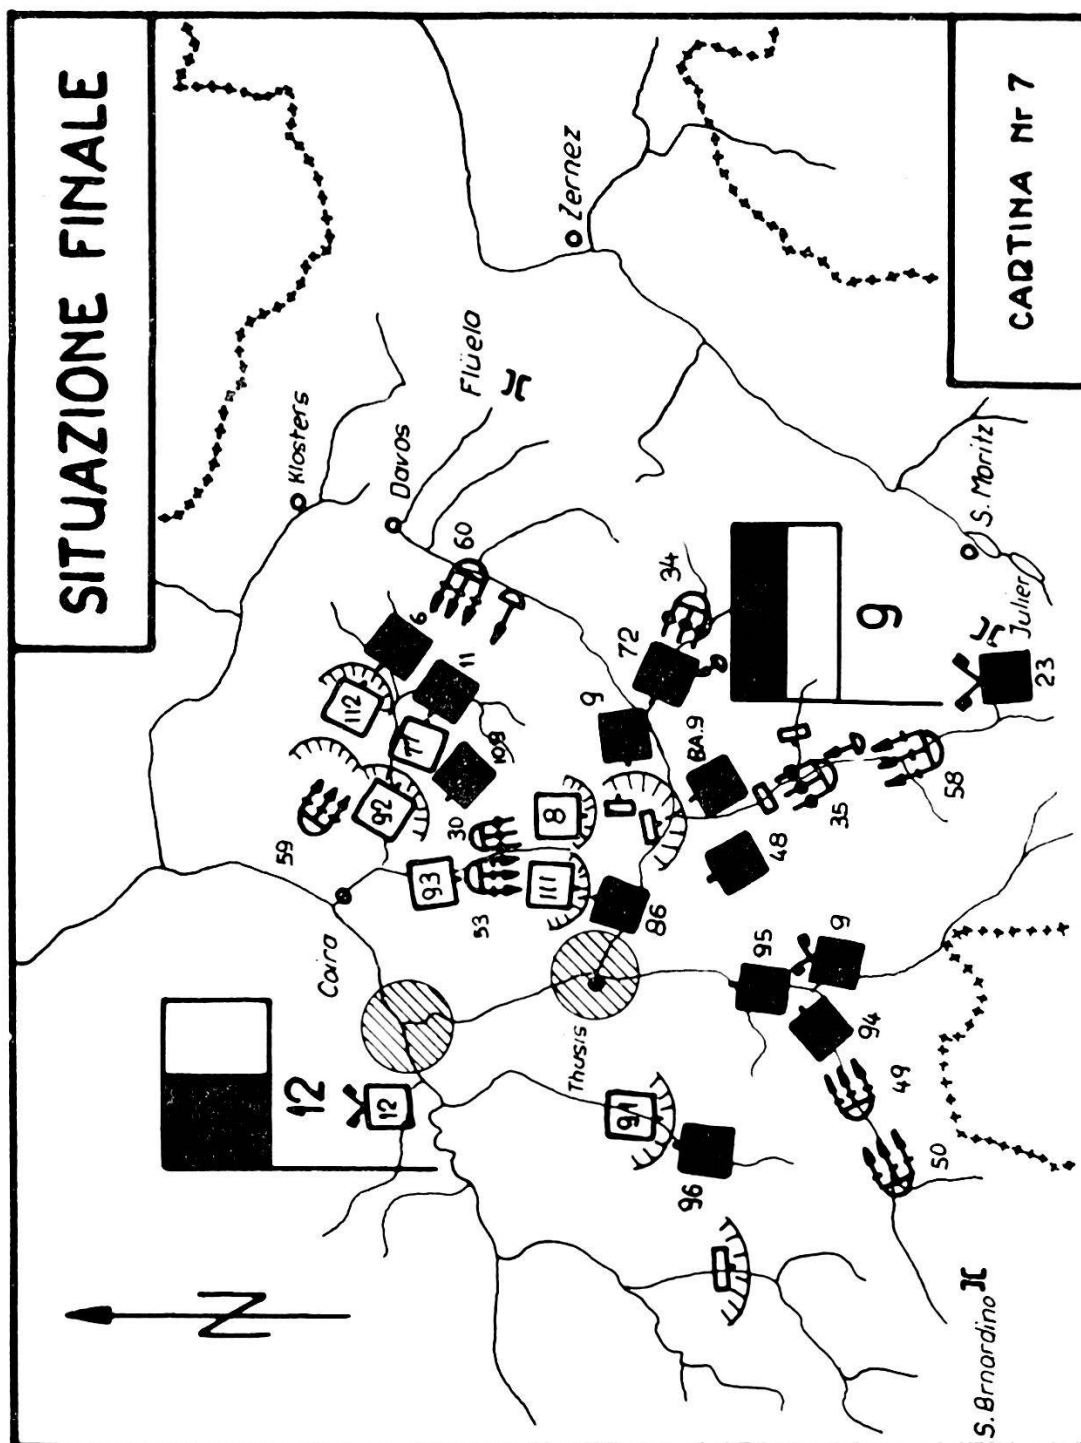 SITUAZIONE FINALE
CARTINA Nr 7
N
Klosters
Davos
Flüela
Zernez
S. Moritz
Julier
Coira
Thusis
S. Brnardino
12
12
9
59
60
6
11
112
77
108
92
30
93
53
8
111
86
9
72
34
BA.9
48
35
58
23
95
9
94
49
50
91
96